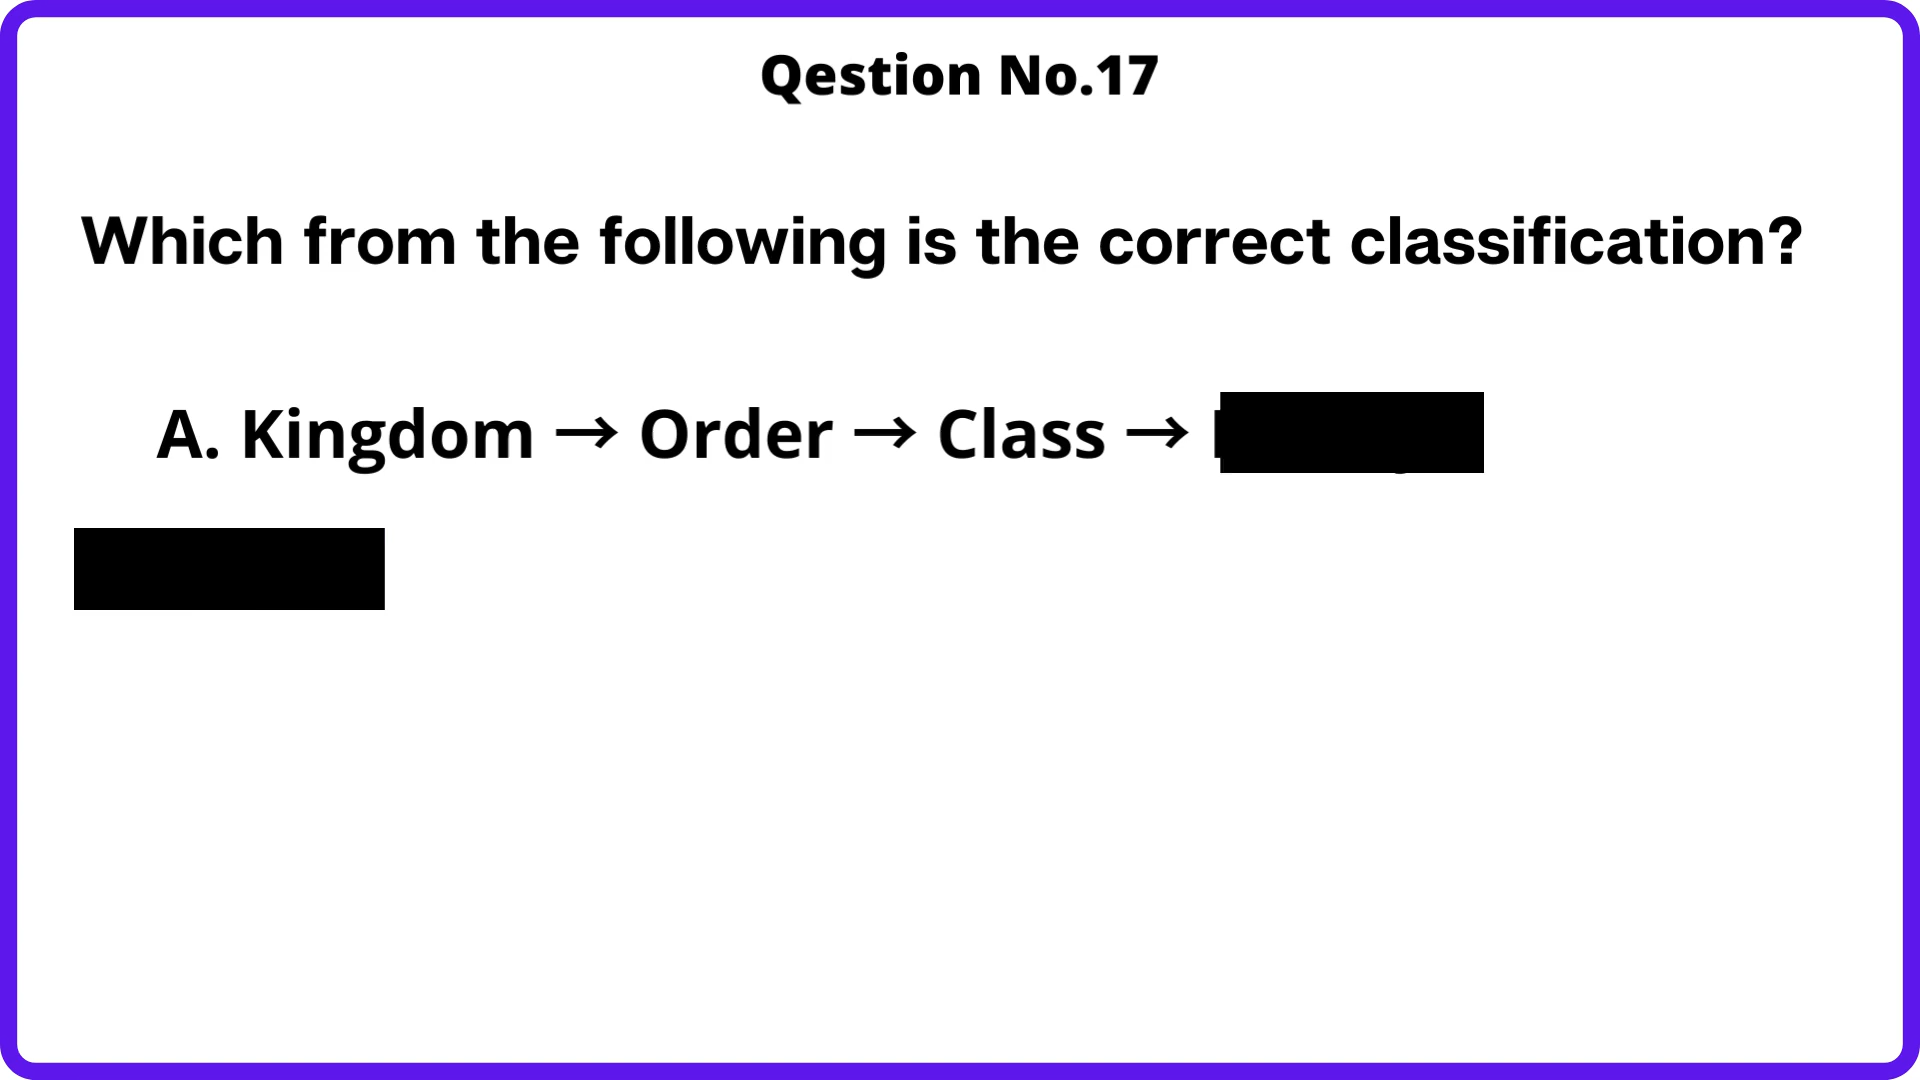 Qestion No.17
Which from the following is the correct classification?
A. Kingdom → Order → Class →